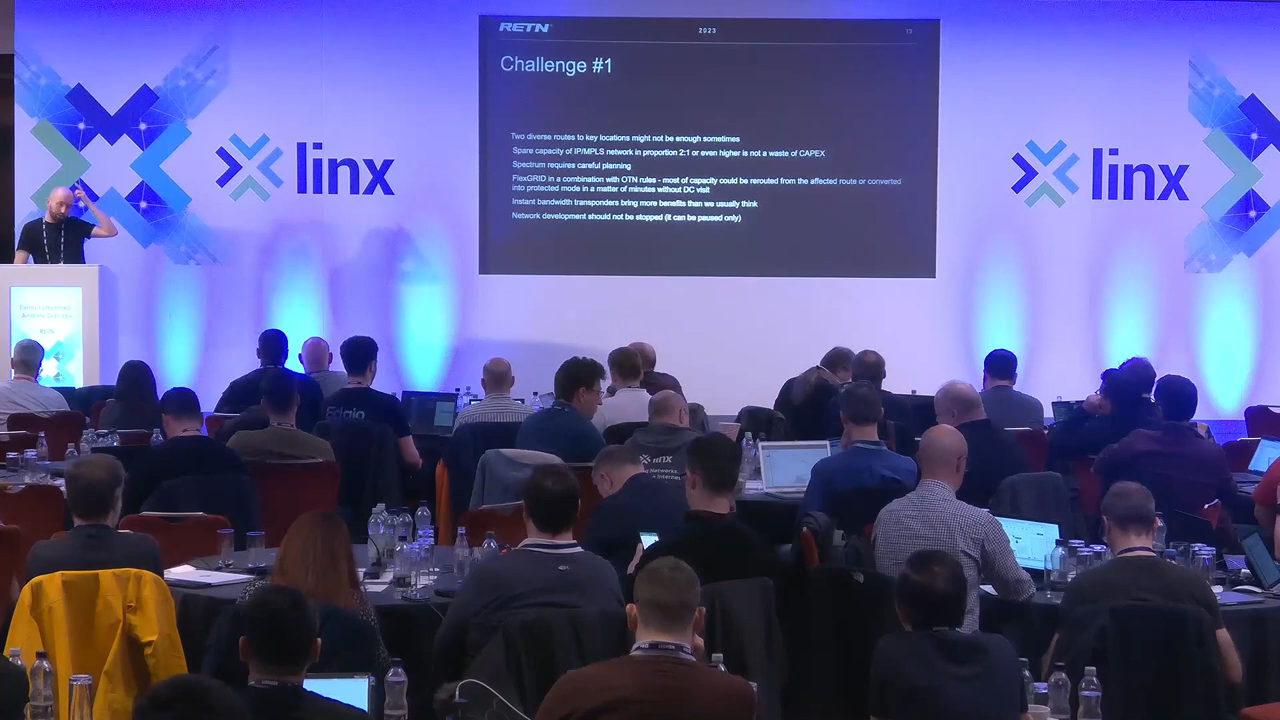 RETN
2023
Challenge #1
Two diverse routes to key locations might not be enough sometimes
Spare capacity of IP/MPLS network in proportion 2:1 or even higher is not a waste of CAPEX
Spectrum requires careful planning
FlexGRID in a combination with OTN rules - most of capacity could be rerouted from the affected route or converted
into protected mode in a matter of minutes without DC visit
Instant bandwidth transponders bring more benefits than we usually think
Network development should not be stopped (it can be paused only)
linx
linx
RETN
Edgio
linx